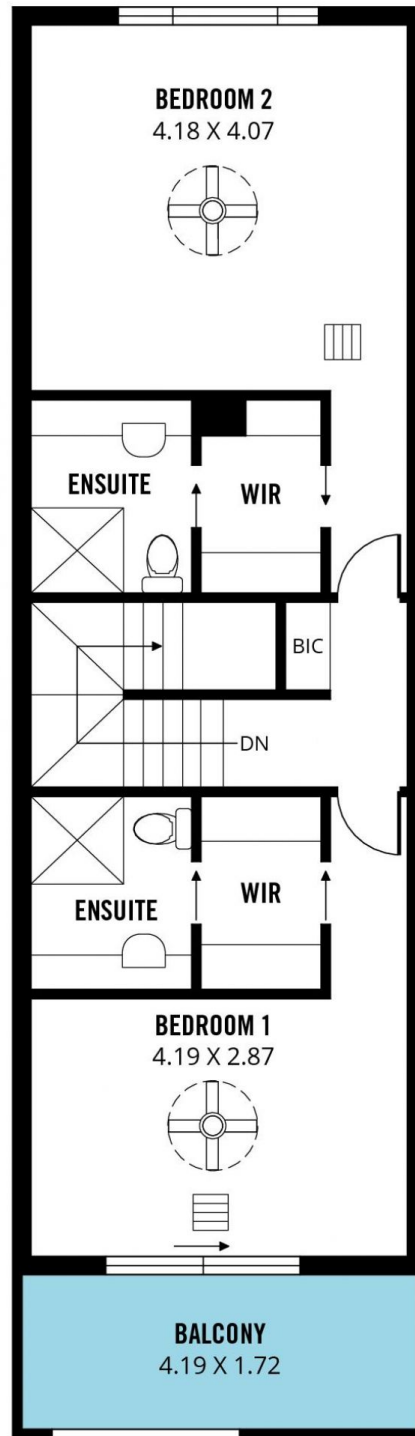 BEDROOM 2
4.18 X 4.07
ENSUITE
WIR
BIC
DN
ENSUITE
WIR
BEDROOM 1
4.19 X 2.87
BALCONY
4.19 X 1.72